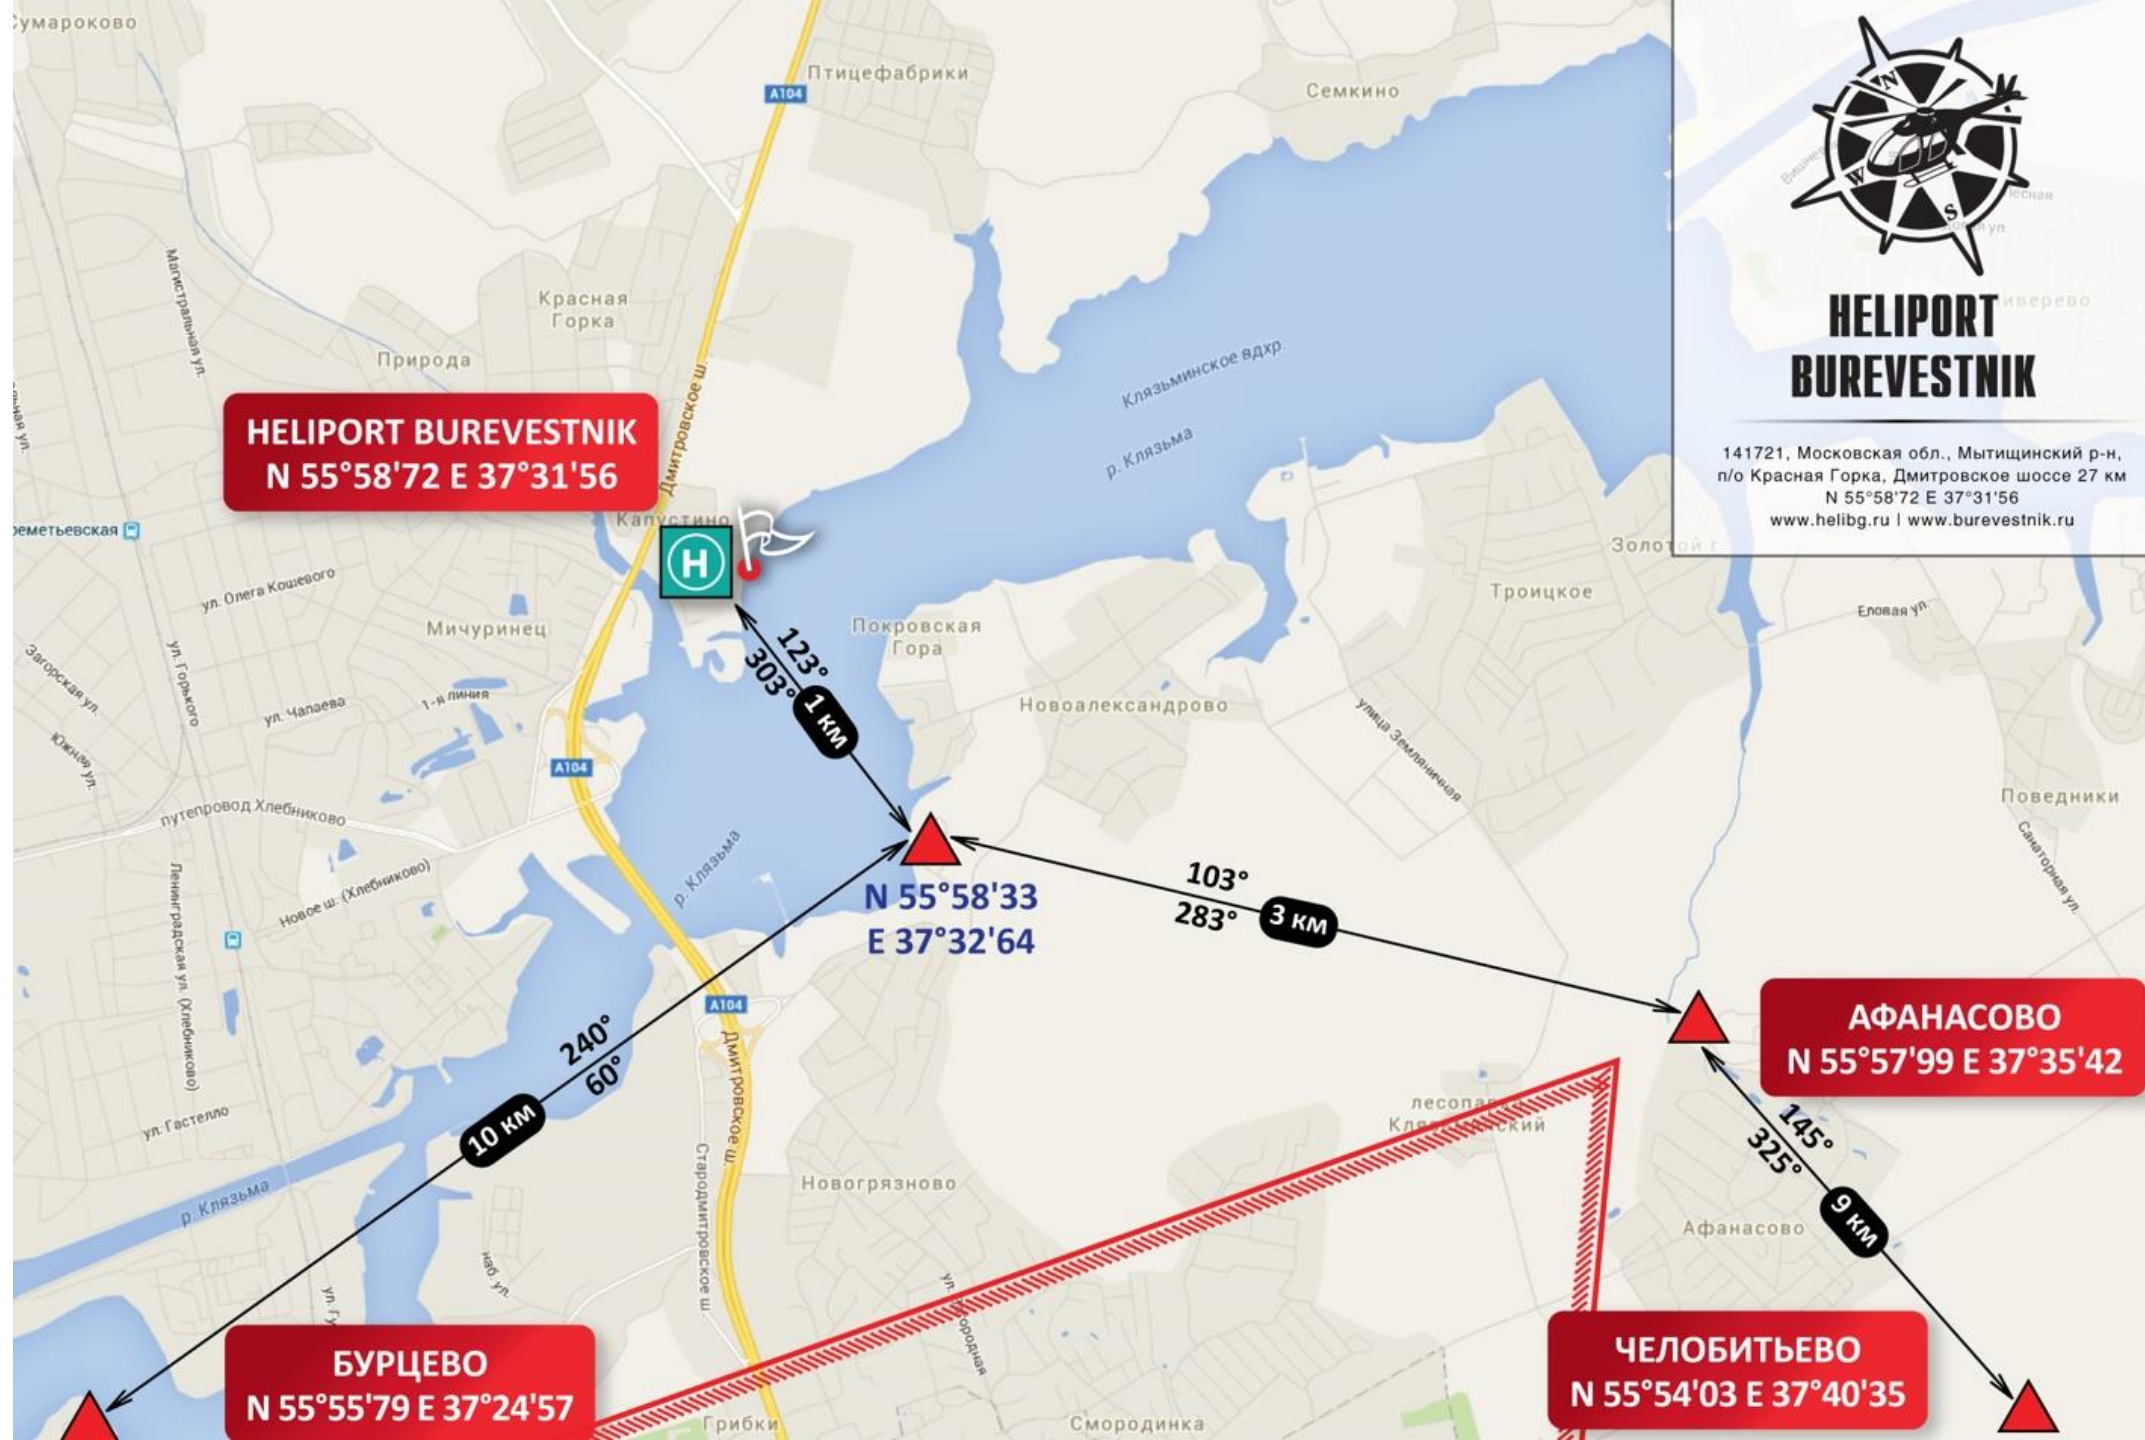 Сумароково
Птицефабрики
A104
Семкино
Магистральная ул.
Красная
Горка
Природа
Дмитровское ш.
Клязьминское вдхр.
р. Клязьма
N
W
S
HELIPORT
BUREVESTNIK
141721, Московская обл., Мытищинский р-н,
п/о Красная Горка, Дмитровское шоссе 27 км
N 55°58'72 E 37°31'56
www.helibg.ru | www.burevestnik.ru
HELIPORT BUREVESTNIK
N 55°58'72 E 37°31'56
Капустино
H
ул. Олега Кошевого
Мичуринец
Загорская ул.
ул. Горького
ул. Чапаева
1-я линия
Южная ул.
A104
путепровод Хлебниково
Новое ш. (Хлебниково)
Ленинградская ул. (Хлебниково)
Покровская
Гора
Новоалександрово
Троицкое
Еловая ул.
улица Земляничная
Поведники
Санаторная ул.
123°
303°
1 км
р. Клязьма
N 55°58'33
E 37°32'64
103°
283°
3 км
A104
Дмитровское ш.
240°
60°
10 км
АФАНАСОВО
N 55°57'99 E 37°35'42
145°
325°
9 км
ул. Гастелло
р. Клязьма
Стародмитровское ш.
Новогрязново
Афанасово
наб. ул.
БУРЦЕВО
N 55°55'79 E 37°24'57
ЧЕЛОБИТЬЕВО
N 55°54'03 E 37°40'35
Грибки
Смородинка